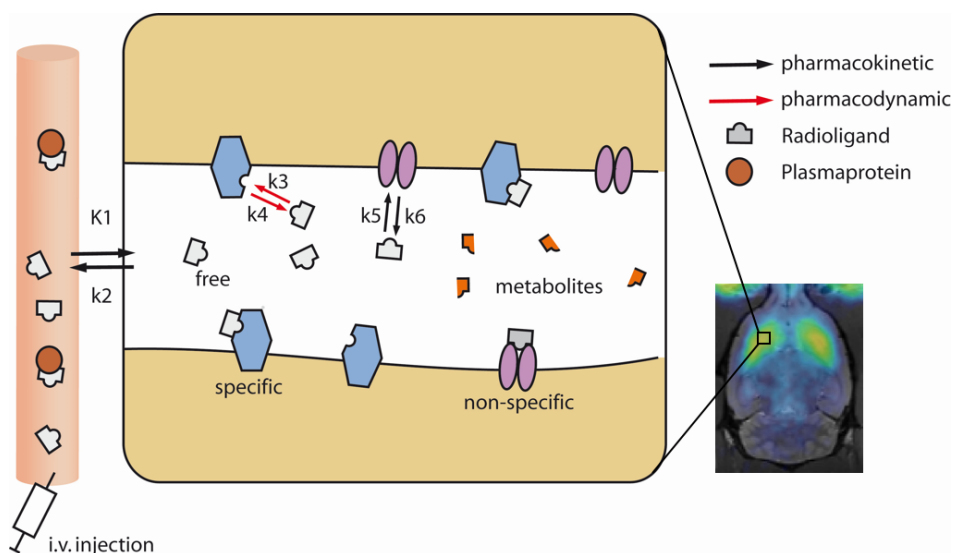 pharmacokinetic
pharmacodynamic
Radioligand
Plasmaprotein
k3
k4
K1
k5 k6
free
metabolites
k2
specific
non-specific
i.v. injection